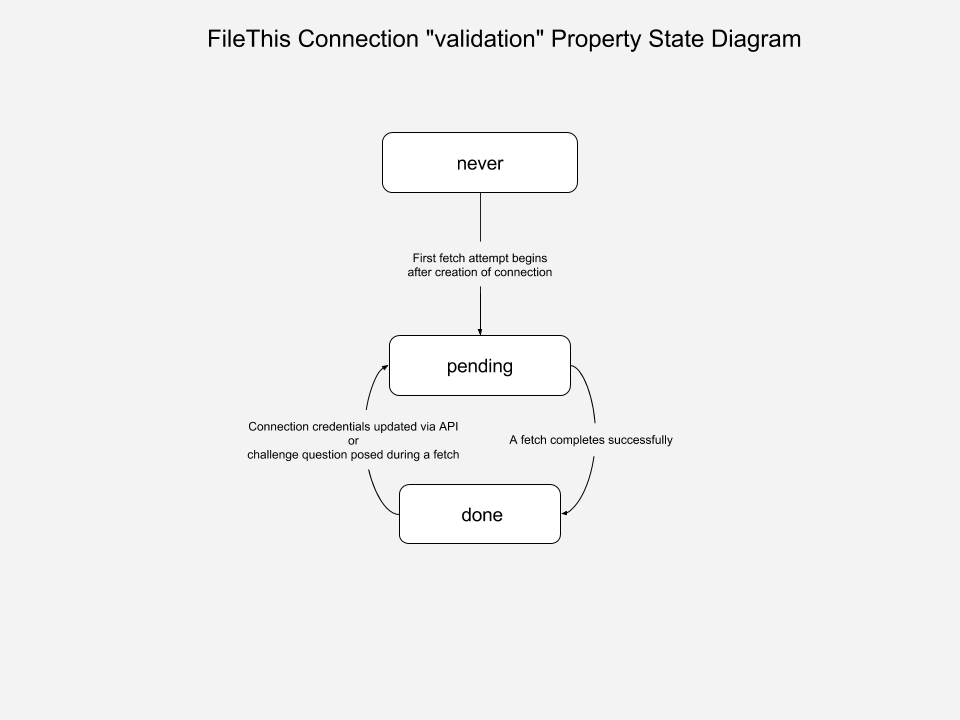 FileThis Connection "validation" Property State Diagram
never
First fetch attempt begins
after creation of connection
pending
Connection credentials updated via API
or
challenge question posed during a fetch
A fetch completes successfully
done